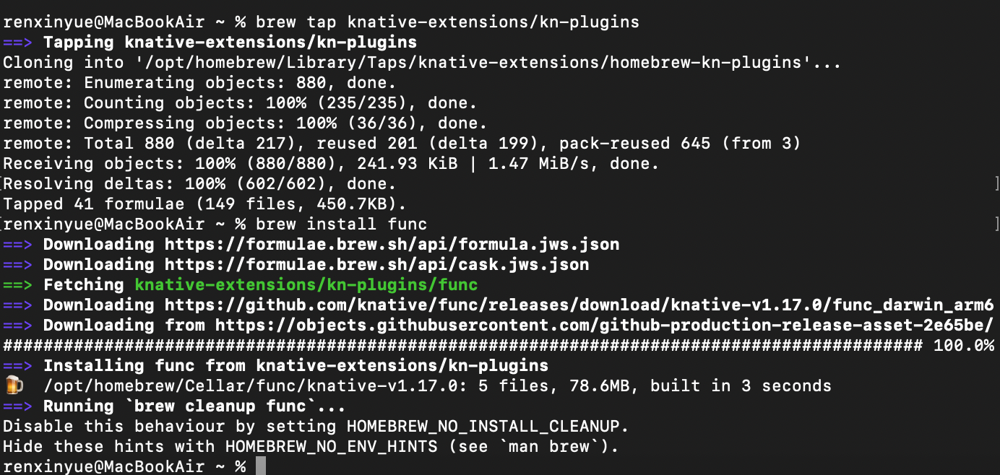 renxinyue@MacBookAir ~ % brew tap knative-extensions/kn-plugins
==> Tapping knative-extensions/kn-plugins
Cloning into '/opt/homebrew/Library/Taps/knative-extensions/homebrew-kn-plugins'...
remote: Enumerating objects: 880, done.
remote: Counting objects: 100% (235/235), done.
remote: Compressing objects: 100% (36/36), done.
remote: Total 880 (delta 217), reused 201 (delta 199), pack-reused 645 (from 3)
Receiving objects: 100% (880/880), 241.93 KiB | 1.47 MiB/s, done.
[Resolving deltas: 100% (602/602), done. ]
Tapped 41 formulae (149 files, 450.7KB).
[renxinyue@MacBookAir ~ % brew install func ]
==> Downloading https://formulae.brew.sh/api/formula.jws.json
==> Downloading https://formulae.brew.sh/api/cask.jws.json
==> Fetching knative-extensions/kn-plugins/func
==> Downloading https://github.com/knative/func/releases/download/knative-v1.17.0/func_darwin_arm6
==> Downloading from https://objects.githubusercontent.com/github-production-release-asset-2e65be/
########################################################################################### 100.0%
==> Installing func from knative-extensions/kn-plugins
🍺 /opt/homebrew/Cellar/func/knative-v1.17.0: 5 files, 78.6MB, built in 3 seconds
==> Running `brew cleanup func`...
Disable this behaviour by setting HOMEBREW_NO_INSTALL_CLEANUP.
Hide these hints with HOMEBREW_NO_ENV_HINTS (see `man brew`).
renxinyue@MacBookAir ~ %